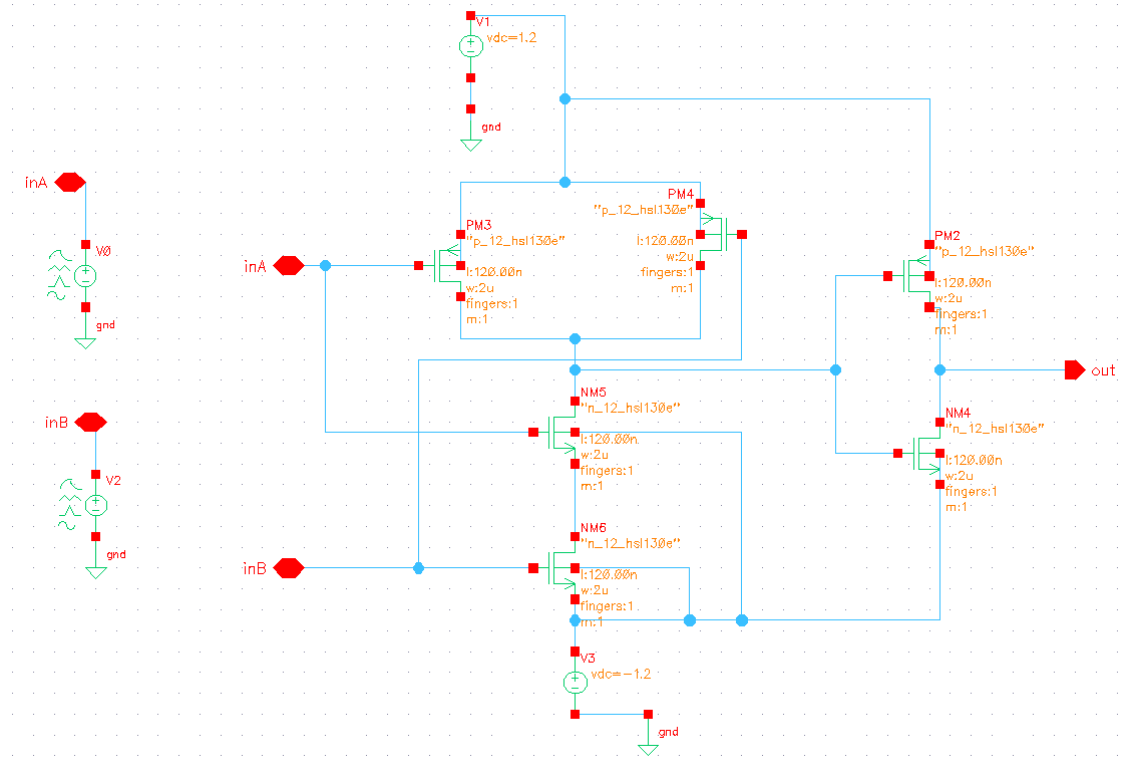 V1
vdc=1.2
gnd
inA
V0
gnd
inB
V2
gnd
inA
PM3
"p_12_hsl130e"
l:120.00n
w:2u
fingers:1
m:1
PM4
"p_12_hsl130e"
l:120.00n
w:2u
fingers:1
m:1
PM2
"p_12_hsl130e"
l:120.00n
w:2u
fingers:1
m:1
out
NM5
"n_12_hsl130e"
l:120.00n
w:2u
fingers:1
m:1
NM4
"n_12_hsl130e"
l:120.00n
w:2u
fingers:1
m:1
inB
NM6
"n_12_hsl130e"
l:120.00n
w:2u
fingers:1
m:1
V3
vdc=-1.2
gnd